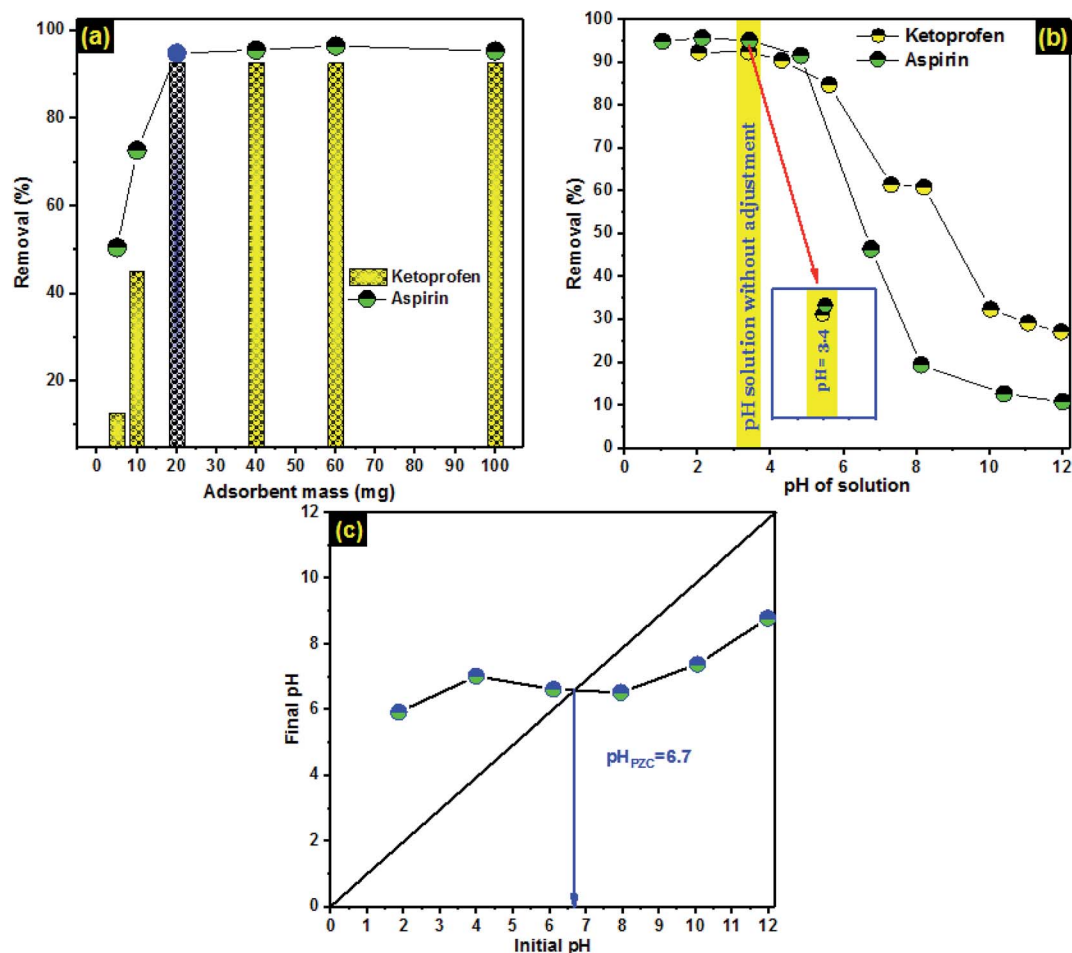 (a)
100
80
60
40
20
Removal (%)
Ketoprofen
Aspirin
0 10 20 30 40 50 60 70 80 90 100
Adsorbent mass (mg)
(b)
100
90
80
70
60
50
40
30
20
10
0
Removal (%)
Ketoprofen
Aspirin
pH solution without adjustment
pH= 3.4
0 2 4 6 8 10 12
pH of solution
(c)
12
10
8
6
4
2
0
Final pH
pHPZC=6.7
0 1 2 3 4 5 6 7 8 9 10 11 12
Initial pH